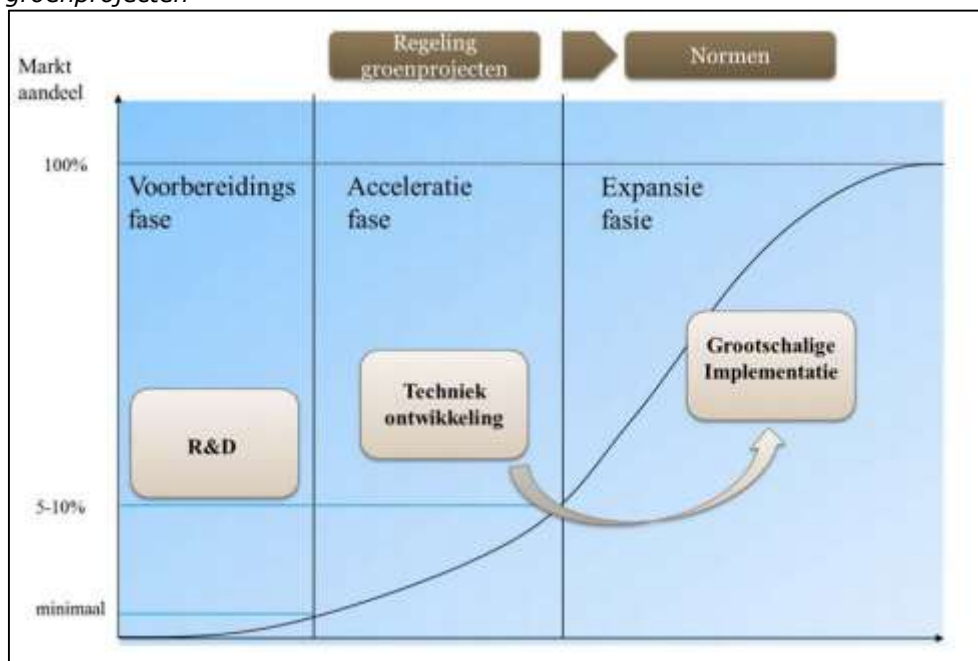 groenprojecten
Regeling
groenprojecten
Normen
Markt
aandeel
100%
Voorbereidings
fase
Acceleratie
fase
Expansie
fasie
Grootschalige
Implementatie
Techniek
ontwikkeling
R&D
5-10%
minimaal